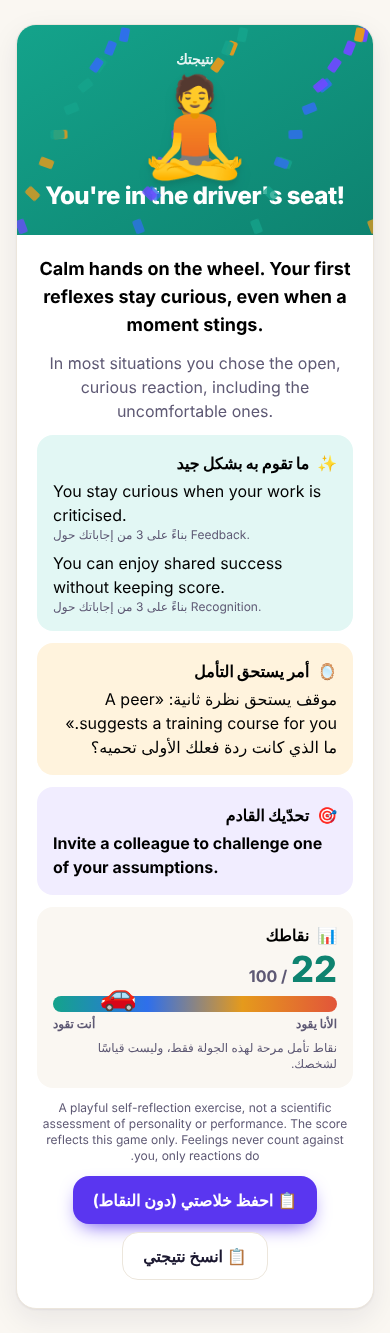 نتيجتك
You're in the driver's seat!
Calm hands on the wheel. Your first
reflexes stay curious, even when a
moment stings.
In most situations you chose the open,
curious reaction, including the
uncomfortable ones.
✨ ما تقوم به بشكل جيد
You stay curious when your work is
criticised.
بناءً على 3 من إجاباتك حول Feedback.
You can enjoy shared success
without keeping score.
بناءً على 3 من إجاباتك حول Recognition.
🪞 أمر يستحق التأمل
موقف يستحق نظرة ثانية: «A peer
suggests a training course for you.»
ما الذي كانت ردة فعلك الأولى تحميه؟
🎯 تحدّيك القادم
Invite a colleague to challenge one
of your assumptions.
📊 نقاطك
22 / 100
الأنا يقود
أنت تقود
نقاط تأمل مرحة لهذه الجولة فقط، وليست قياسًا
لشخصك.
A playful self-reflection exercise, not a scientific
assessment of personality or performance. The score
reflects this game only. Feelings never count against
you, only reactions do.
📋 احفظ خلاصتي (دون النقاط)
📋 انسخ نتيجتي